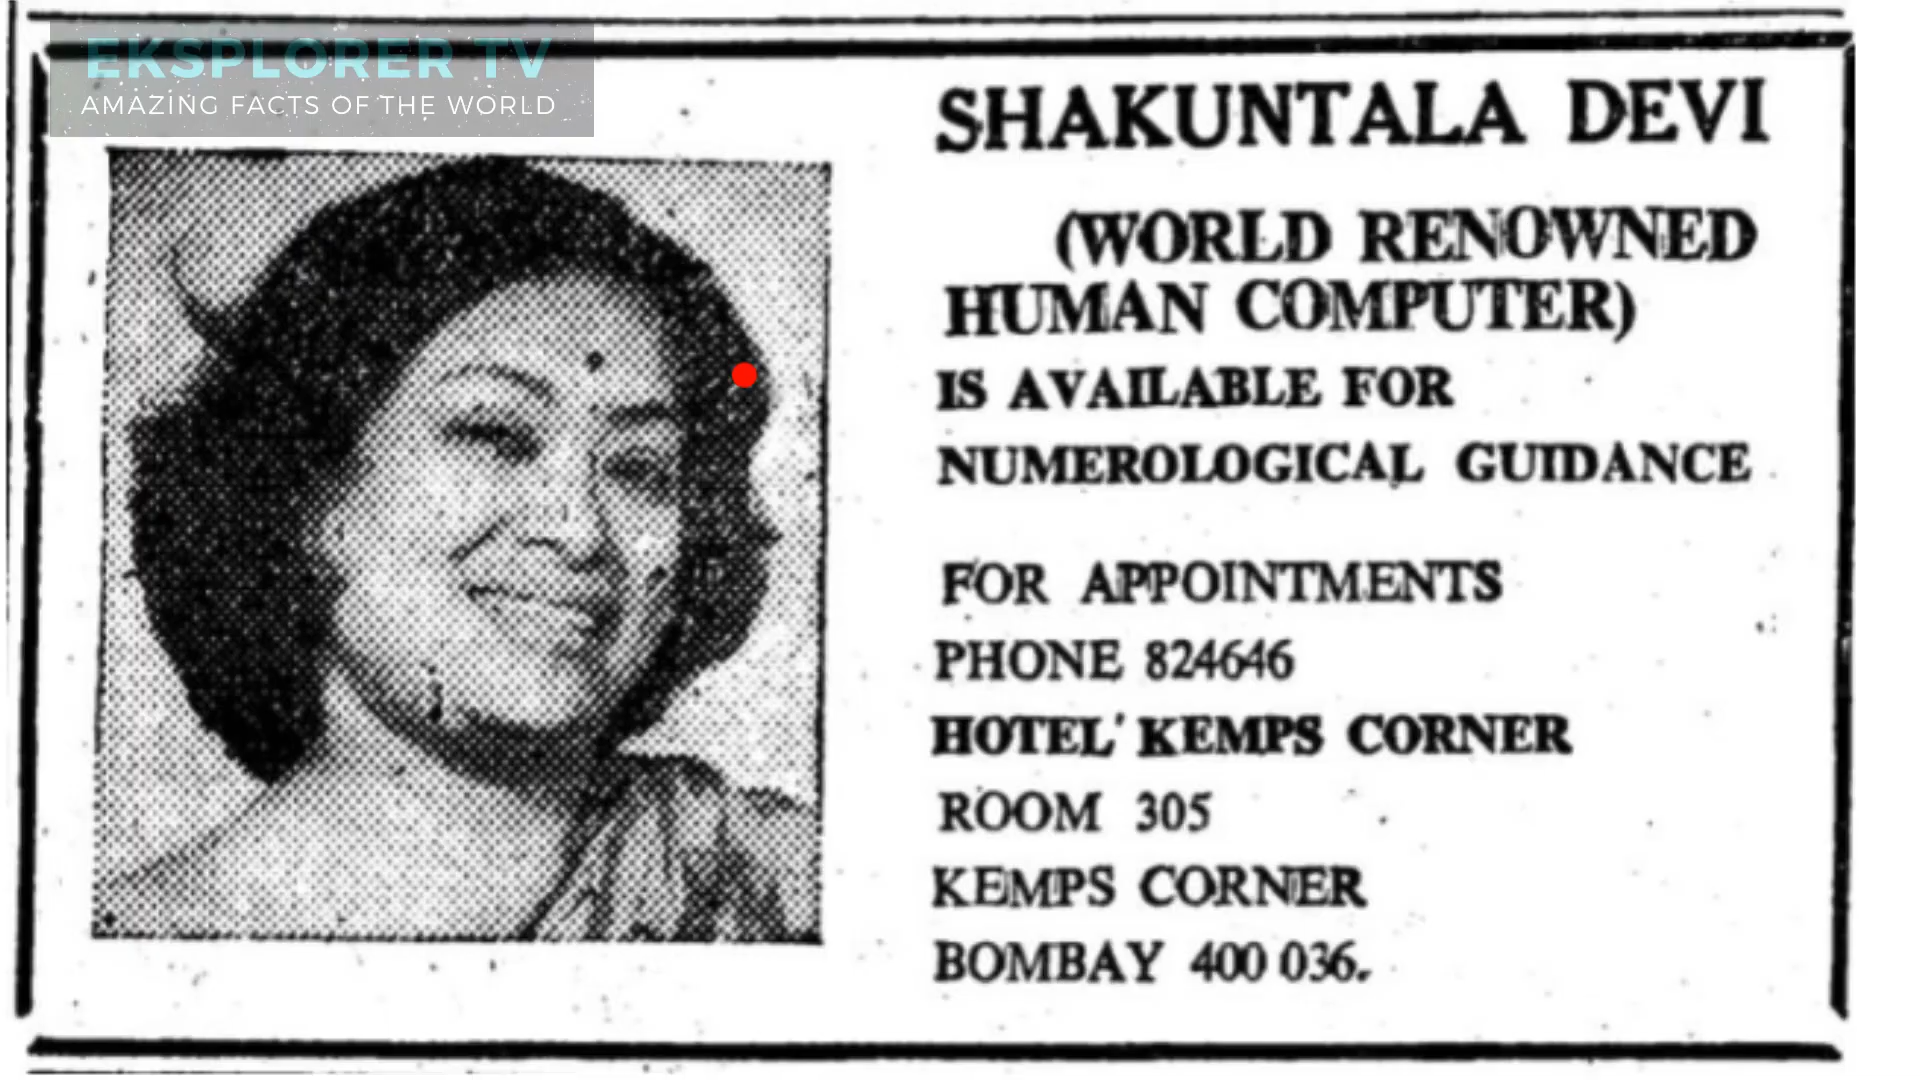 EKSPLORER TV
AMAZING FACTS OF THE WORLD
SHAKUNTALA DEVI
(WORLD RENOWNED
HUMAN COMPUTER)
IS AVAILABLE FOR
NUMEROLOGICAL GUIDANCE
FOR APPOINTMENTS
PHONE 824646
HOTEL' KEMPS CORNER
ROOM 305
KEMPS CORNER
BOMBAY 400 036.